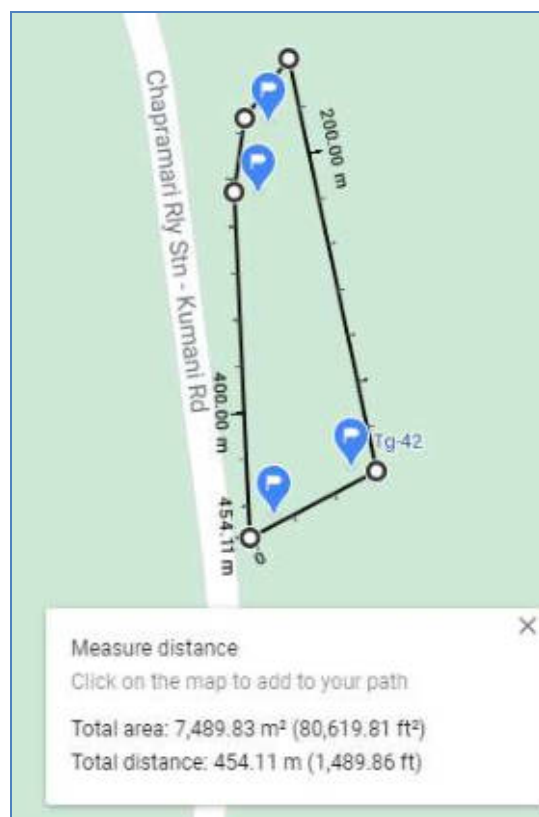 Chapramari Rly Stn - Kumani Rd
200.00 m
400.00 m
Tg-42
454.11 m
0
Measure distance
Click on the map to add to your path
Total area: 7,489.83 m² (80,619.81 ft²)
Total distance: 454.11 m (1,489.86 ft)